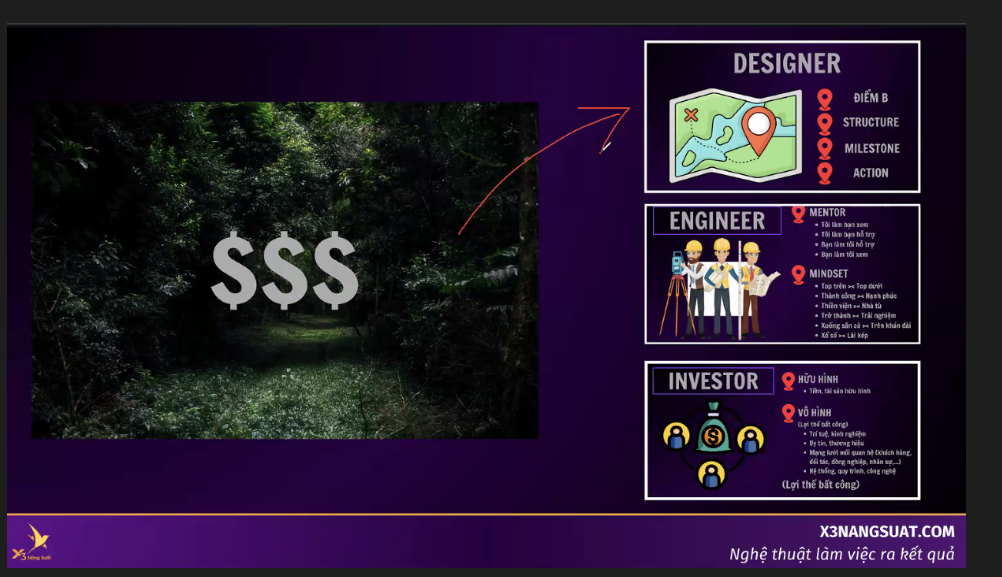 $$$
DESIGNER
ĐIỂM B
STRUCTURE
MILESTONE
ACTION
ENGINEER
MENTOR
Tôi làm bạn xem
Tôi làm bạn hỗ trợ
Bạn làm tôi hỗ trợ
Bạn làm tôi xem
MINDSET
Top trên >< Top dưới
Thành công >< Hạnh phúc
Thiền viện >< Nhà tù
Trở thành >< Trải nghiệm
Xuống sân cỏ >< Trên khán đài
Xổ số >< Lãi kép
INVESTOR
HỮU HÌNH
Tiền, tài sản hữu hình
VÔ HÌNH
(Lợi thế bất công)
Trí tuệ, kinh nghiệm
Uy tín, thương hiệu
Mạng lưới mối quan hệ (khách hàng,
đối tác, đồng nghiệp, nhân sự,...)
Hệ thống, quy trình, công nghệ
(Lợi thế bất công)
X3 Năng Suất
X3NANGSUAT.COM
Nghệ thuật làm việc ra kết quả